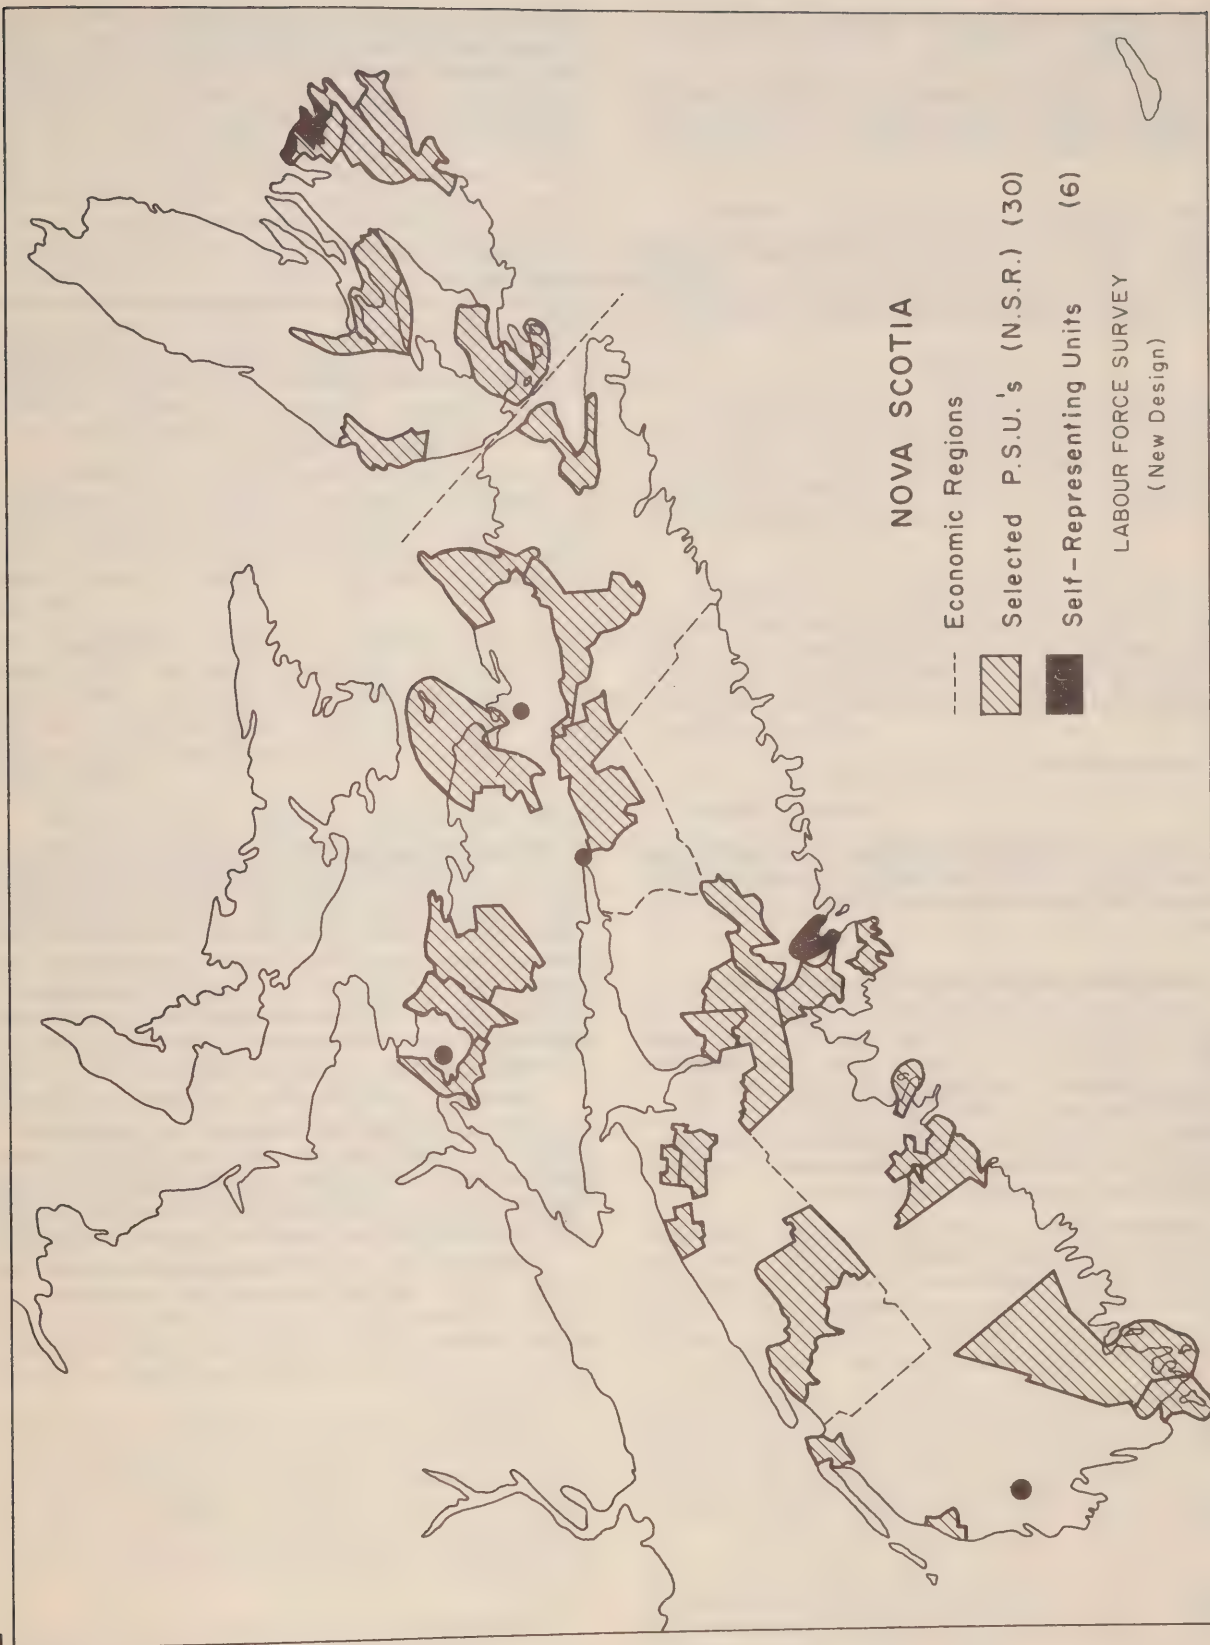 NOVA SCOTIA
Economic Regions
Selected P.S.U.'s (N.S.R.) (30)
Self-Representing Units (6)
LABOUR FORCE SURVEY
(New Design)